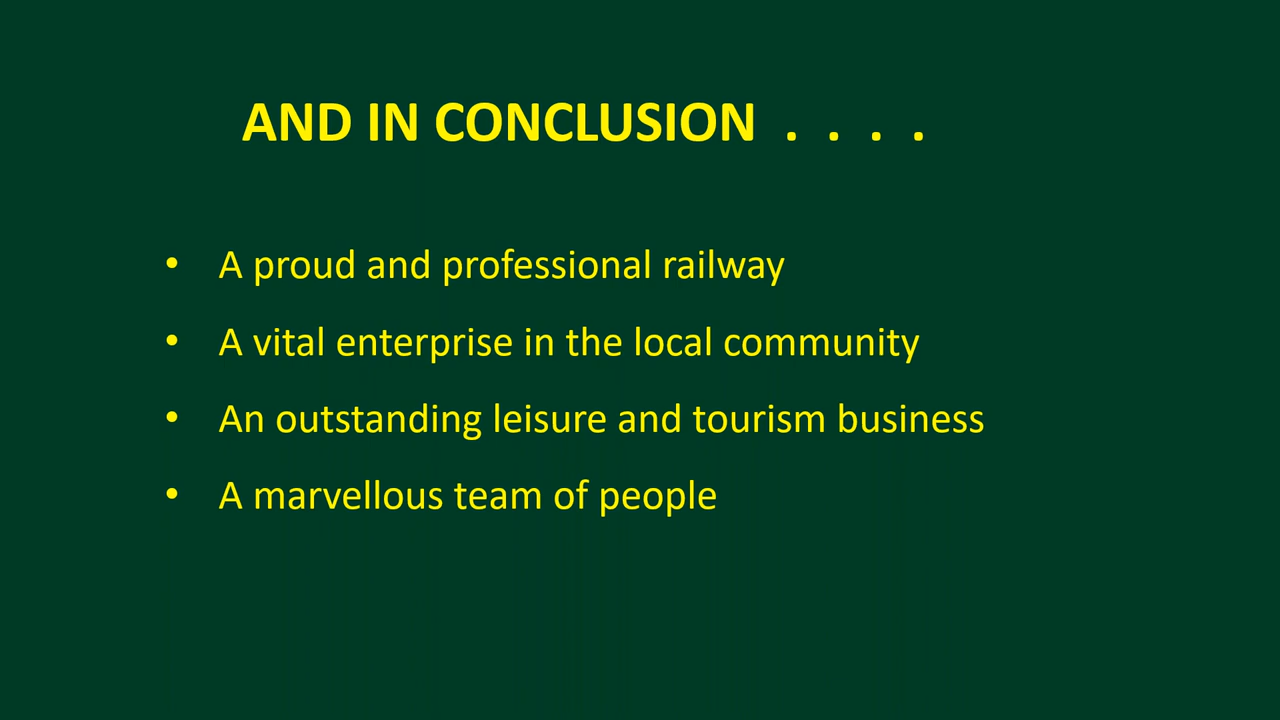 AND IN CONCLUSION . . . .
• A proud and professional railway
• A vital enterprise in the local community
• An outstanding leisure and tourism business
• A marvellous team of people